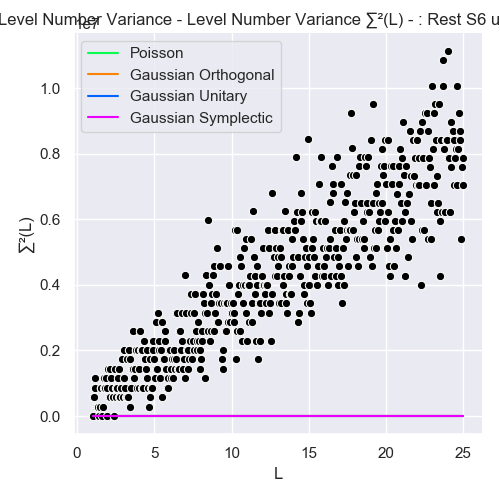 Level Number Variance - Level Number Variance ∑²(L) - : Rest S6 u
1e7
Poisson
Gaussian Orthogonal
Gaussian Unitary
Gaussian Symplectic
1.0
0.8
0.6
0.4
0.2
0.0
∑²(L)
0 5 10 15 20 25
L